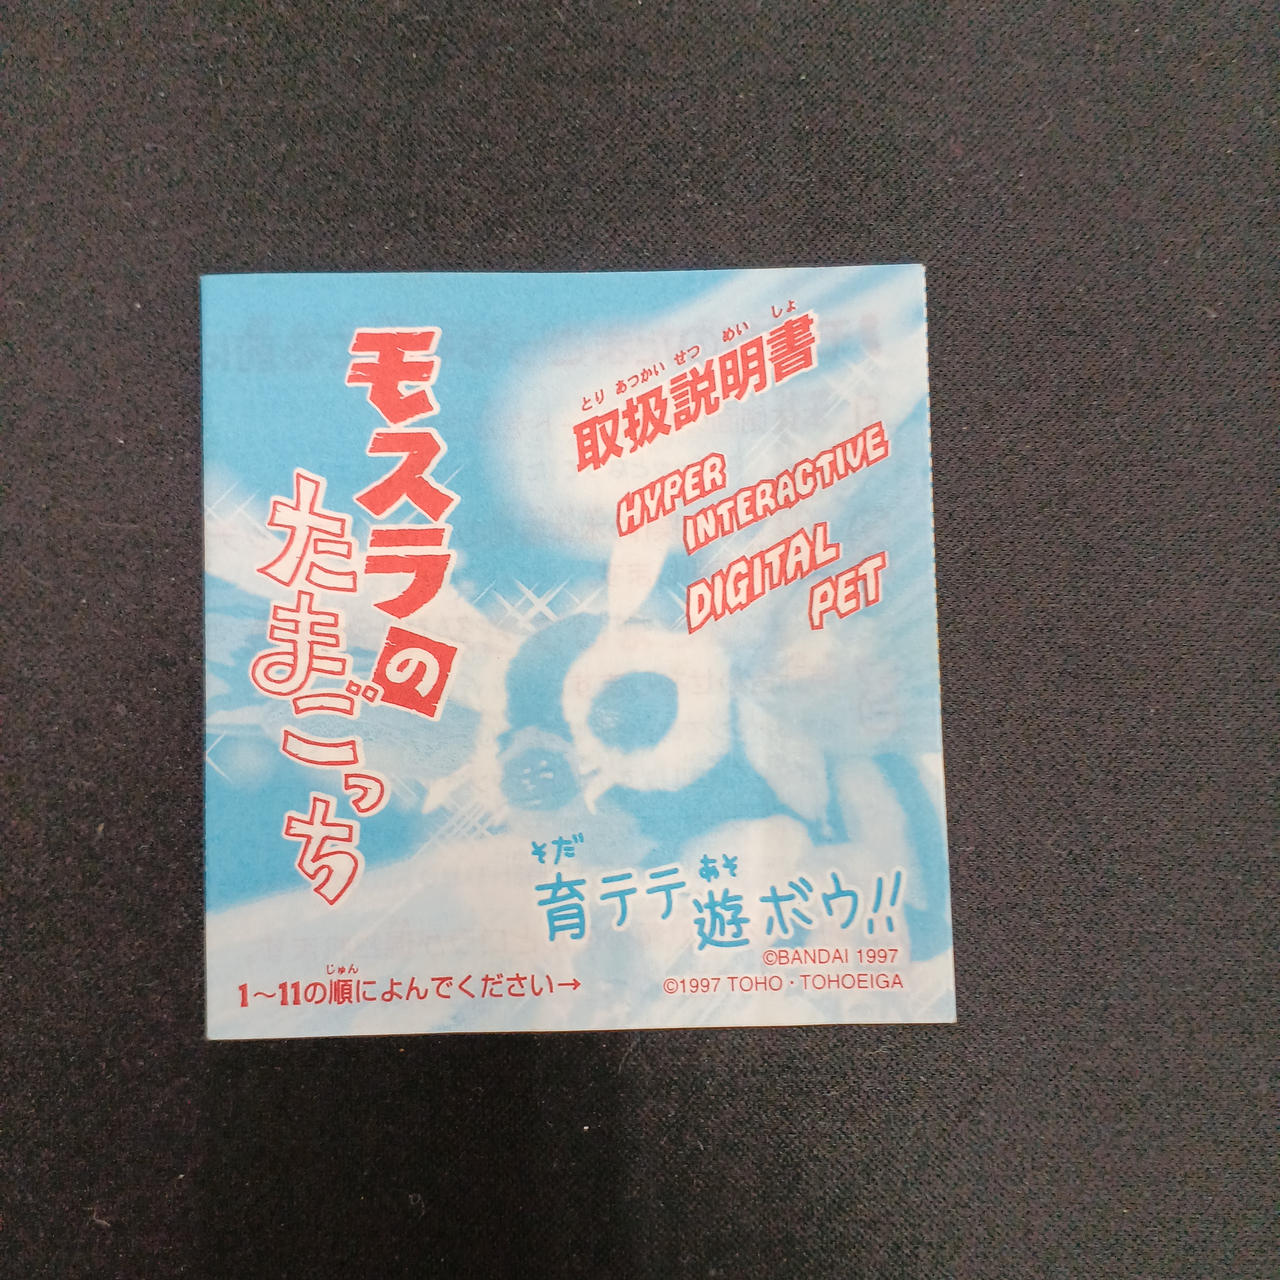 モスラの
たまごっち
とり あつかい せつ めい しょ
取扱説明書
HYPER
INTERACTIVE
DIGITAL
PET
そだ あそ
育テテ遊ボウ!!
©BANDAI 1997
©1997 TOHO・TOHOEIGA
じゅん
1〜11の順によんでください→